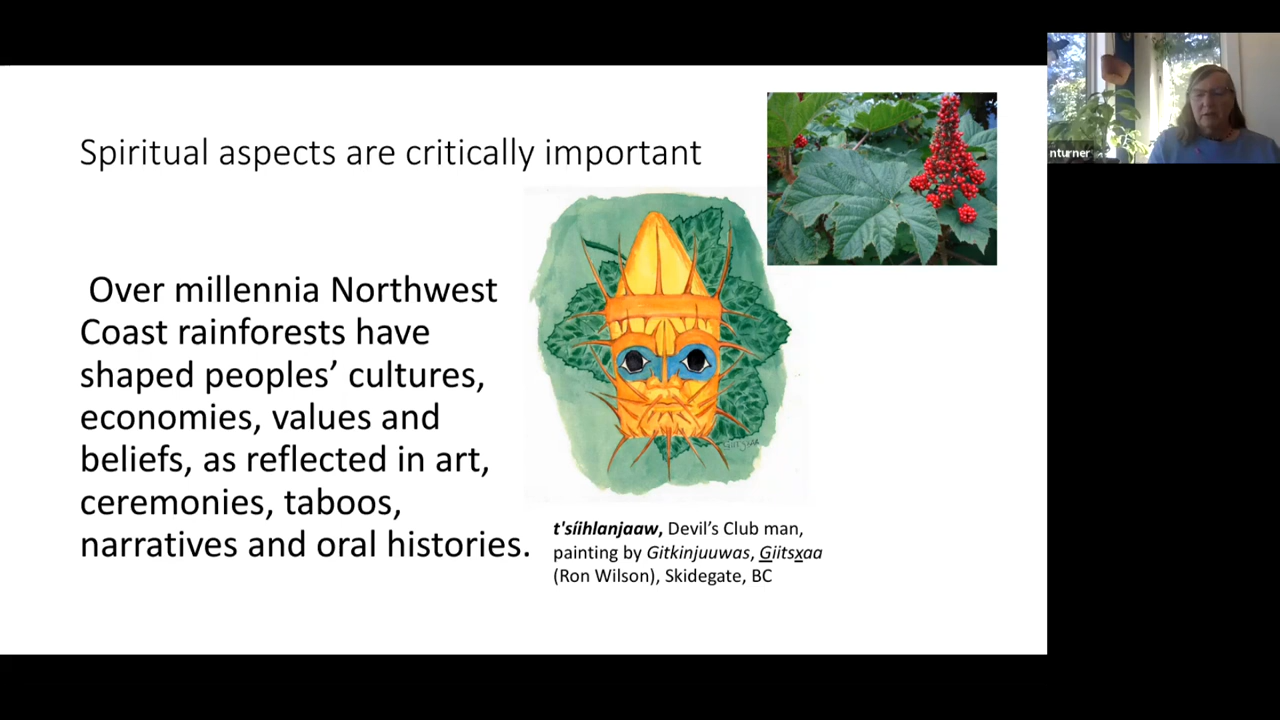 Spiritual aspects are critically important
Over millennia Northwest
Coast rainforests have
shaped peoples’ cultures,
economies, values and
beliefs, as reflected in art,
ceremonies, taboos,
narratives and oral histories.
t'síihlanjaaw, Devil’s Club man,
painting by Gitkinjuuwas, Giitsxaa
(Ron Wilson), Skidegate, BC
nturner